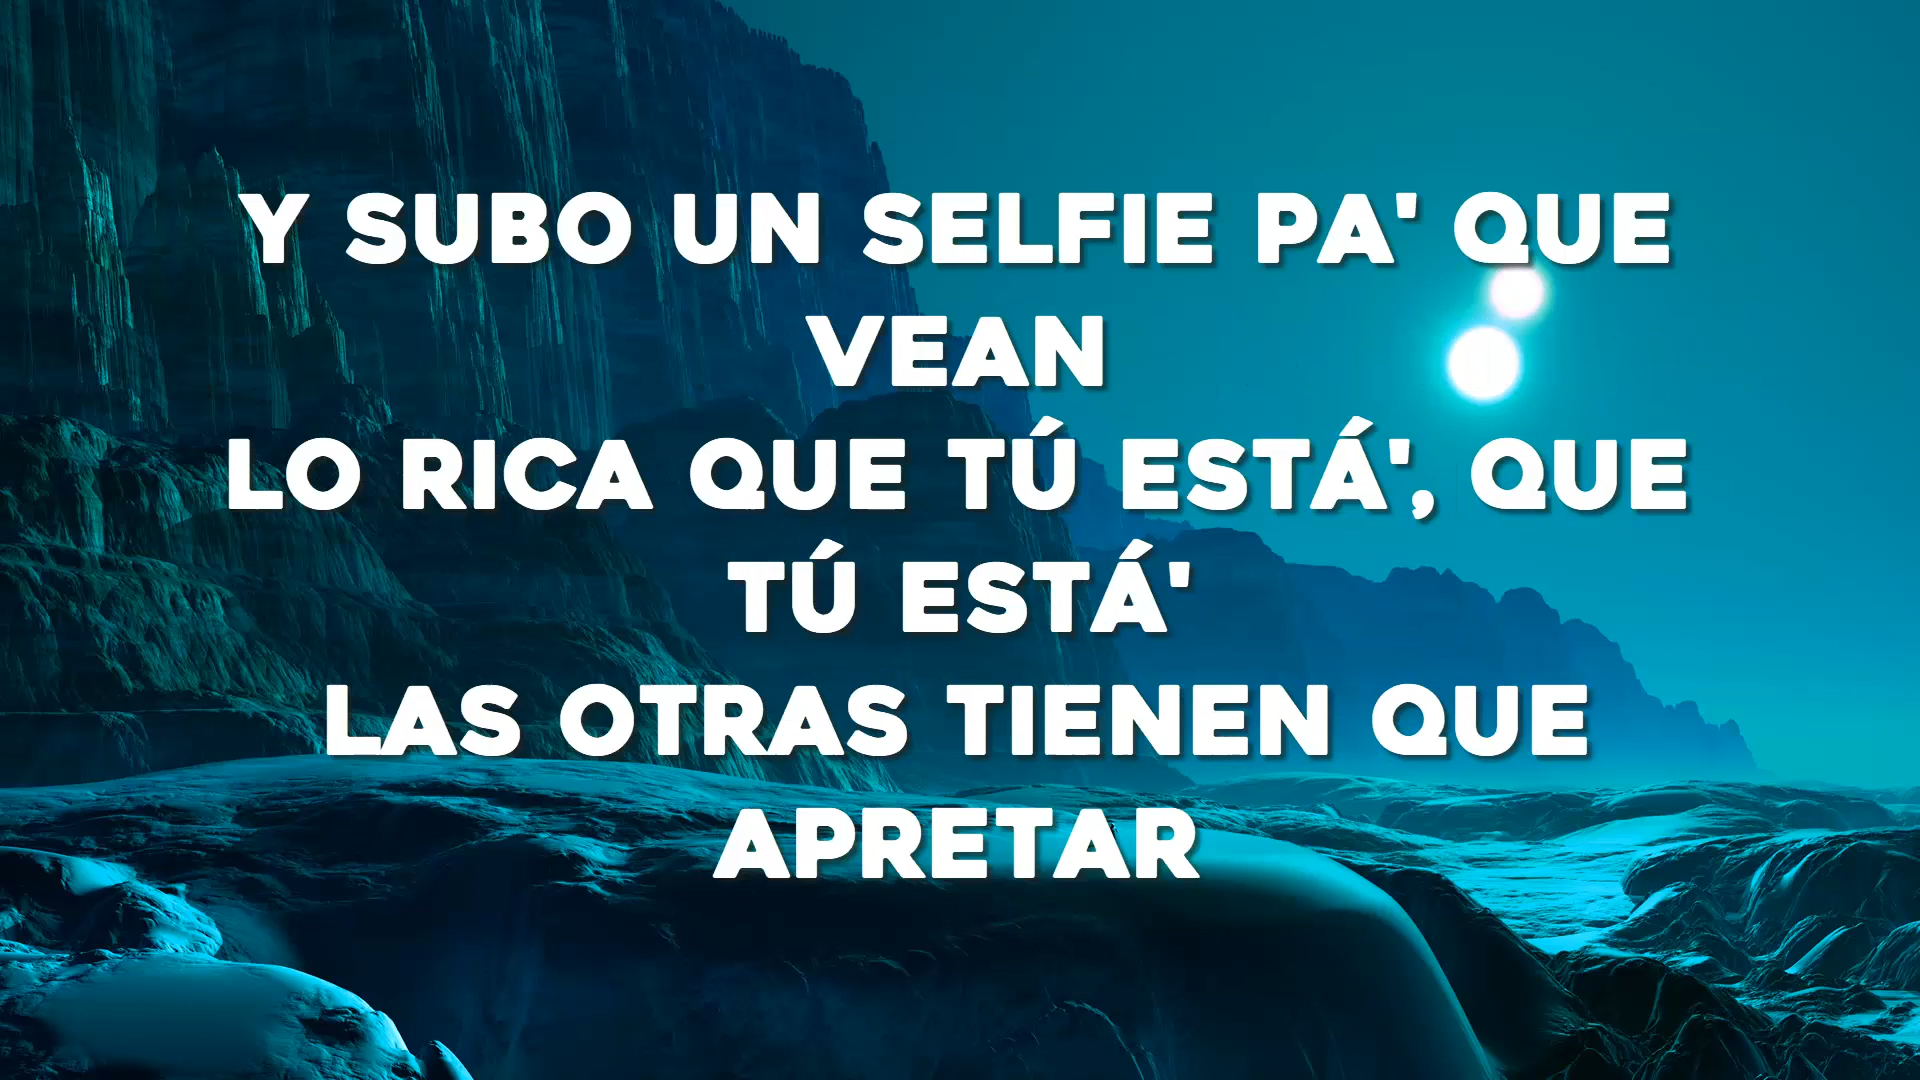 Y SUBO UN SELFIE PA' QUE
VEAN
LO RICA QUE TÚ ESTÁ', QUE
TÚ ESTÁ'
LAS OTRAS TIENEN QUE
APRETAR